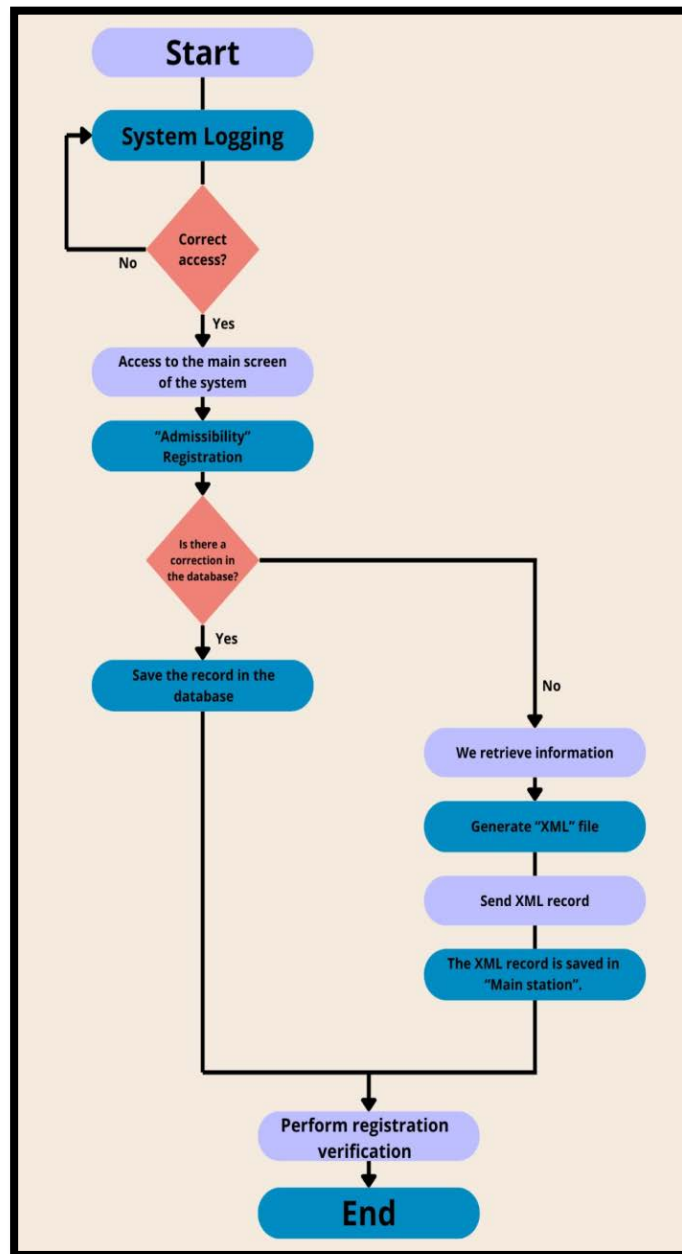 Start
System Logging
Correct
access?
No
Yes
Access to the main screen
of the system
“Admissibility”
Registration
Is there a
correction in
the database?
Yes
Save the record in the
database
No
We retrieve information
Generate “XML” file
Send XML record
The XML record is saved in
“Main station”.
Perform registration
verification
End